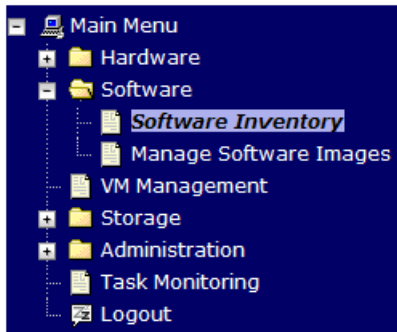 Main Menu
Hardware
Software
Software Inventory
Manage Software Images
VM Management
Storage
Administration
Task Monitoring
Logout